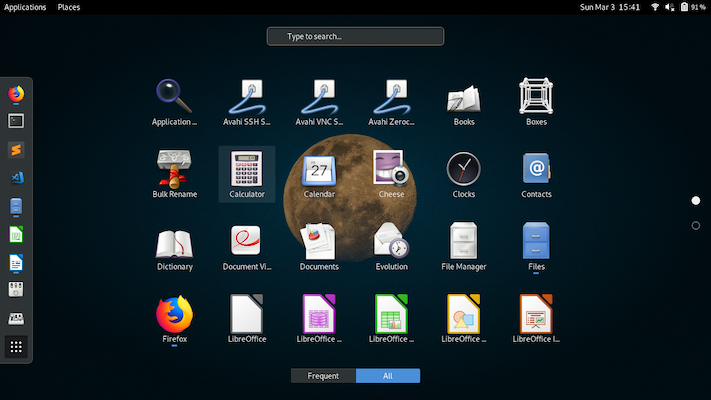 Applications Places Sun Mar 3 15:41 91%
Type to search...
Application ... Avahi SSH S... Avahi VNC S... Avahi Zeroc... Books Boxes
27
Bulk Rename Calculator Calendar Cheese Clocks Contacts
Dictionary Document Vi... Documents Evolution File Manager Files
Firefox LibreOffice LibreOffice ... LibreOffice ... LibreOffice ... LibreOffice I...
Frequent All